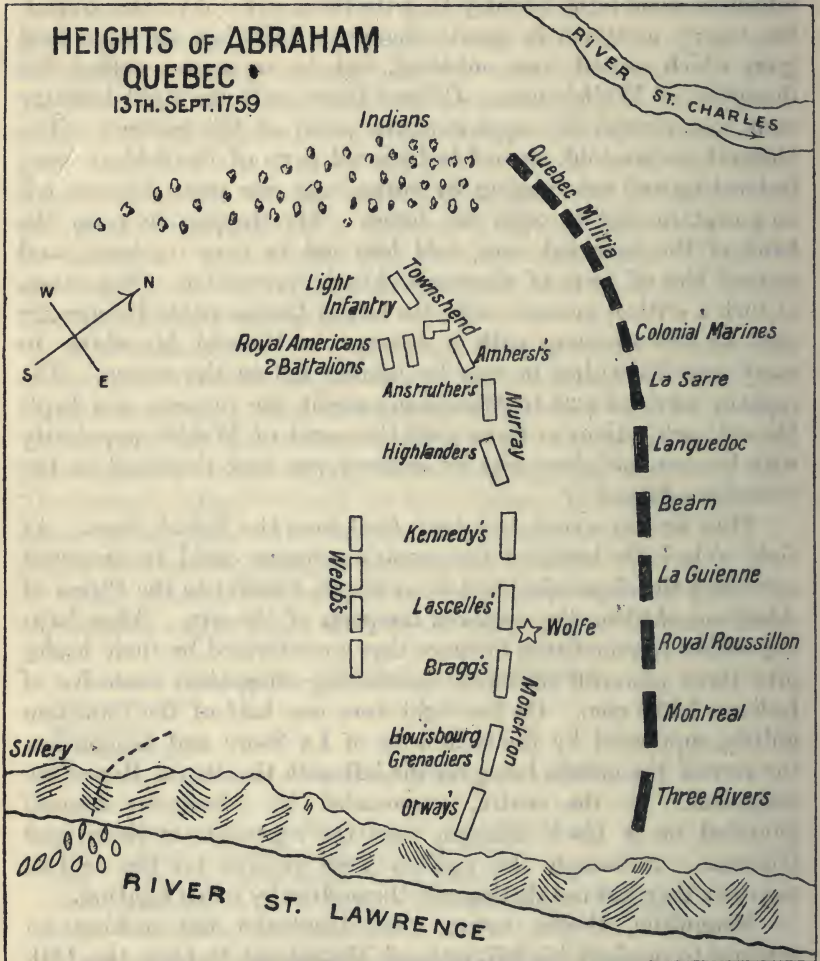 HEIGHTS OF ABRAHAM
QUEBEC
13TH. SEPT. 1759
RIVER ST. CHARLES
Indians
Quebec Militia
W
N
S
E
Light
Infantry
Townshend
Royal Americans
2 Battalions
Amherst's
Colonial Marines
Anstruther's
Murray
La Sarre
Highlanders
Languedoc
Kennedy's
Bearn
Webb's
Lascelles'
La Guienne
Wolfe
Royal Roussillon
Bragg's
Monckton
Montreal
Sillery
Houisbourg
Grenadiers
Otway's
Three Rivers
RIVER ST. LAWRENCE